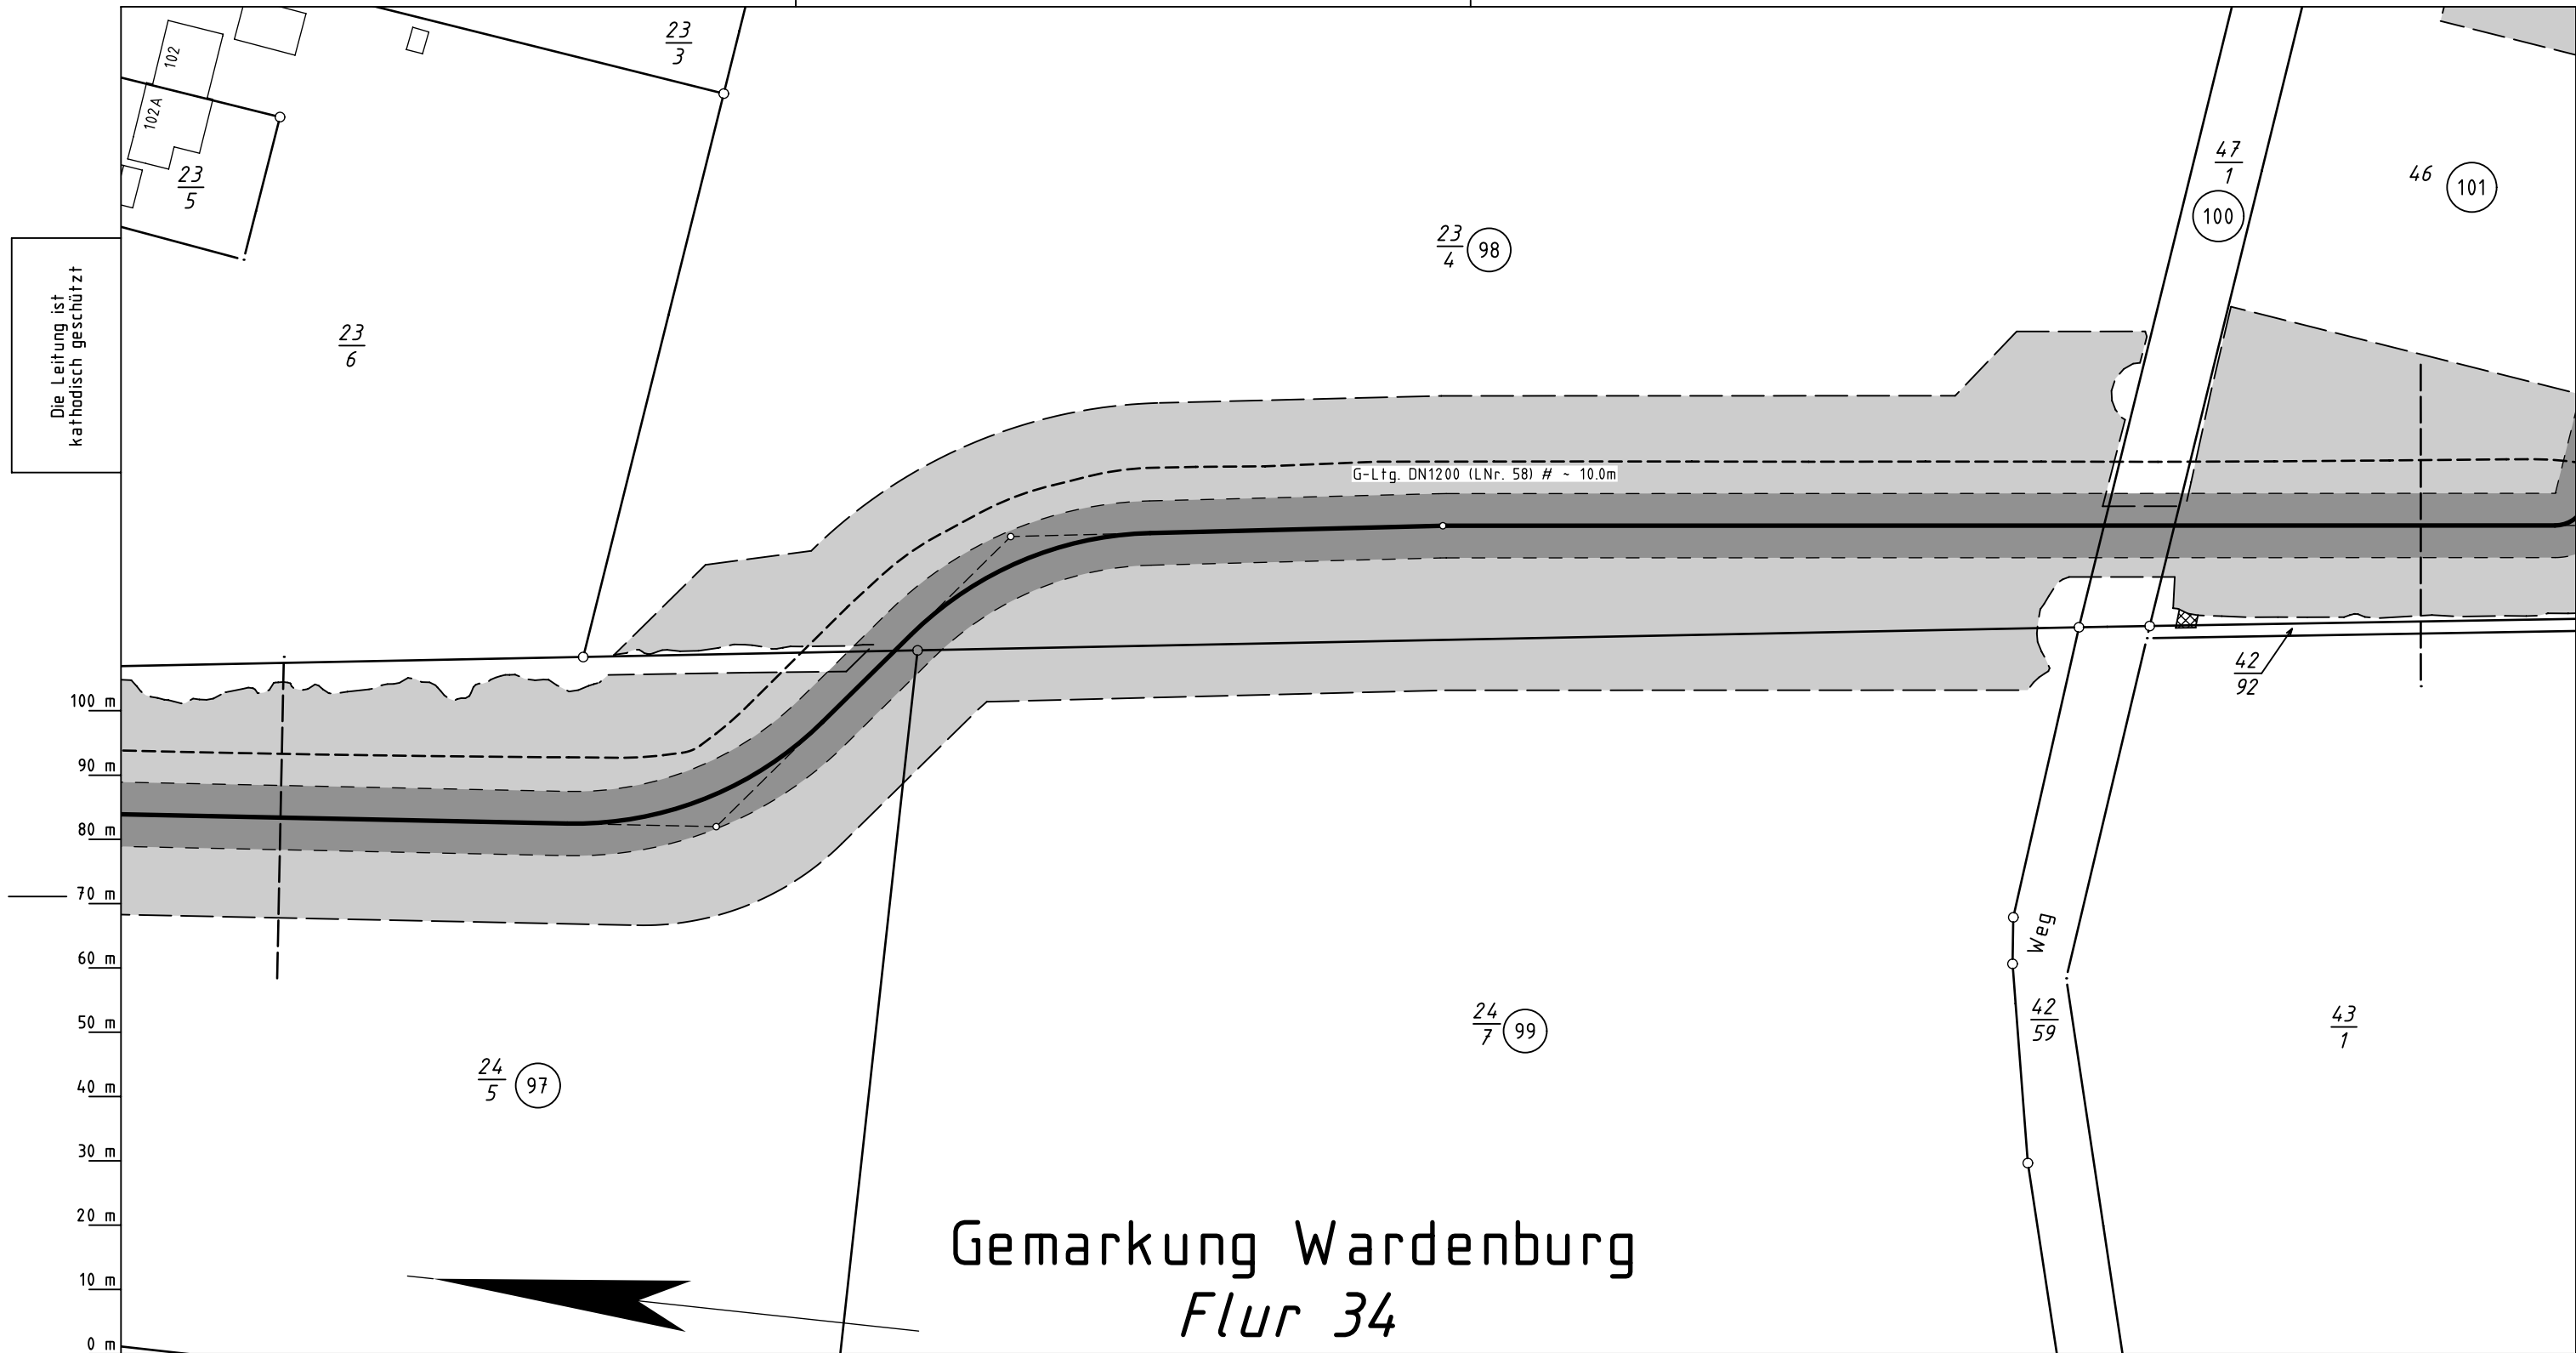 23
3
102
102A
23
5
47
1
100
46
101
23
4
98
Die Leitung ist
kathodisch geschützt
23
6
G-Ltg. DN1200 (LNr. 58) # ~ 10.0m
42
92
100 m
90 m
80 m
70 m
60 m
50 m
40 m
30 m
20 m
10 m
0 m
Weg
24
7
99
42
59
43
1
24
5
97
Gemarkung Wardenburg
Flur 34